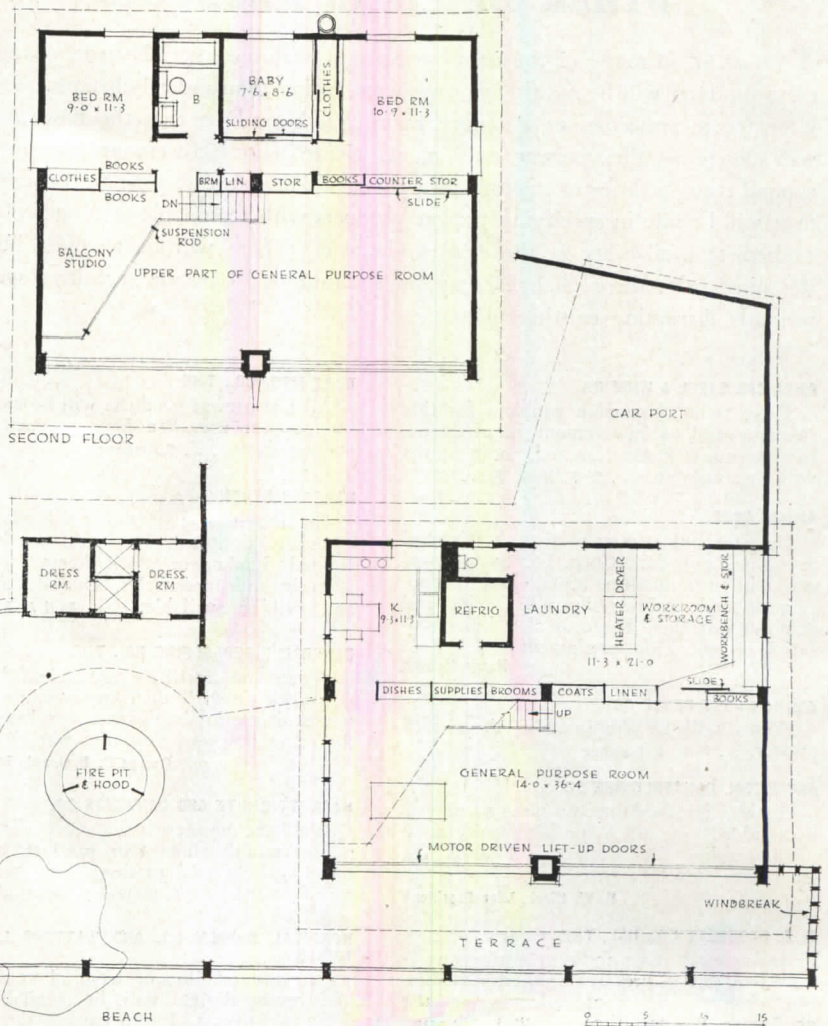 BED RM
9-0 x 11-3
B
BABY
7-6 x 8-6
SLIDING DOORS
CLOTHES
BED RM
10-9 x 11-3
CLOTHES
BOOKS
BOOKS
BRM
LIN.
STOR
BOOKS
COUNTER STOR
DN
SLIDE
SUSPENSION
ROD
BALCONY
STUDIO
UPPER PART OF GENERAL PURPOSE ROOM
SECOND FLOOR
CAR PORT
DRESS
RM.
DRESS.
RM
K.
9-3 x 11-3
REFRIG
LAUNDRY
HEATER DRYER
WORKROOM
& STORAGE
WORKBENCH & STOR
11-3 x 21-0
DISHES
SUPPLIES
BROOMS
COATS
LINEN
SLIDE
BOOKS
UP
FIRE PIT
& HOOD
GENERAL PURPOSE ROOM
14-0 x 36-4
MOTOR DRIVEN LIFT-UP DOORS
WINDBREAK
TERRACE
BEACH
0 5 10 15